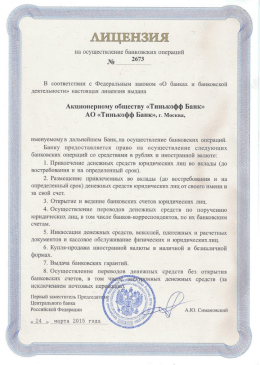 ЛИЦЕНЗИЯ
на осуществление банковских операций
№ 2673
В соответствии с Федеральным законом «О банках и банковской
деятельности» настоящая лицензия выдана
Акционерному обществу «Тинькофф Банк»
АО «Тинькофф Банк», г. Москва,
именуемому в дальнейшем Банк, на осуществление банковских операций.
Банку предоставляется право на осуществление следующих
банковских операций со средствами в рублях и иностранной валюте:
1. Привлечение денежных средств юридических лиц во вклады (до
востребования и на определенный срок).
2. Размещение привлеченных во вклады (до востребования и на
определенный срок) денежных средств юридических лиц от своего имени и
за свой счет.
3. Открытие и ведение банковских счетов юридических лиц.
4. Осуществление переводов денежных средств по поручению
юридических лиц, в том числе банков-корреспондентов, по их банковским
счетам.
5. Инкассация денежных средств, векселей, платежных и расчетных
документов и кассовое обслуживание физических и юридических лиц.
6. Купля-продажа иностранной валюты в наличной и безналичной
формах.
7. Выдача банковских гарантий.
8. Осуществление переводов денежных средств без открытия
банковских счетов, в том числе электронных денежных средств (за
исключением почтовых переводов).
Первый заместитель Председателя
Центрального банка
Российской Федерации
А.Ю. Симановский
« 24 » марта 2015 года